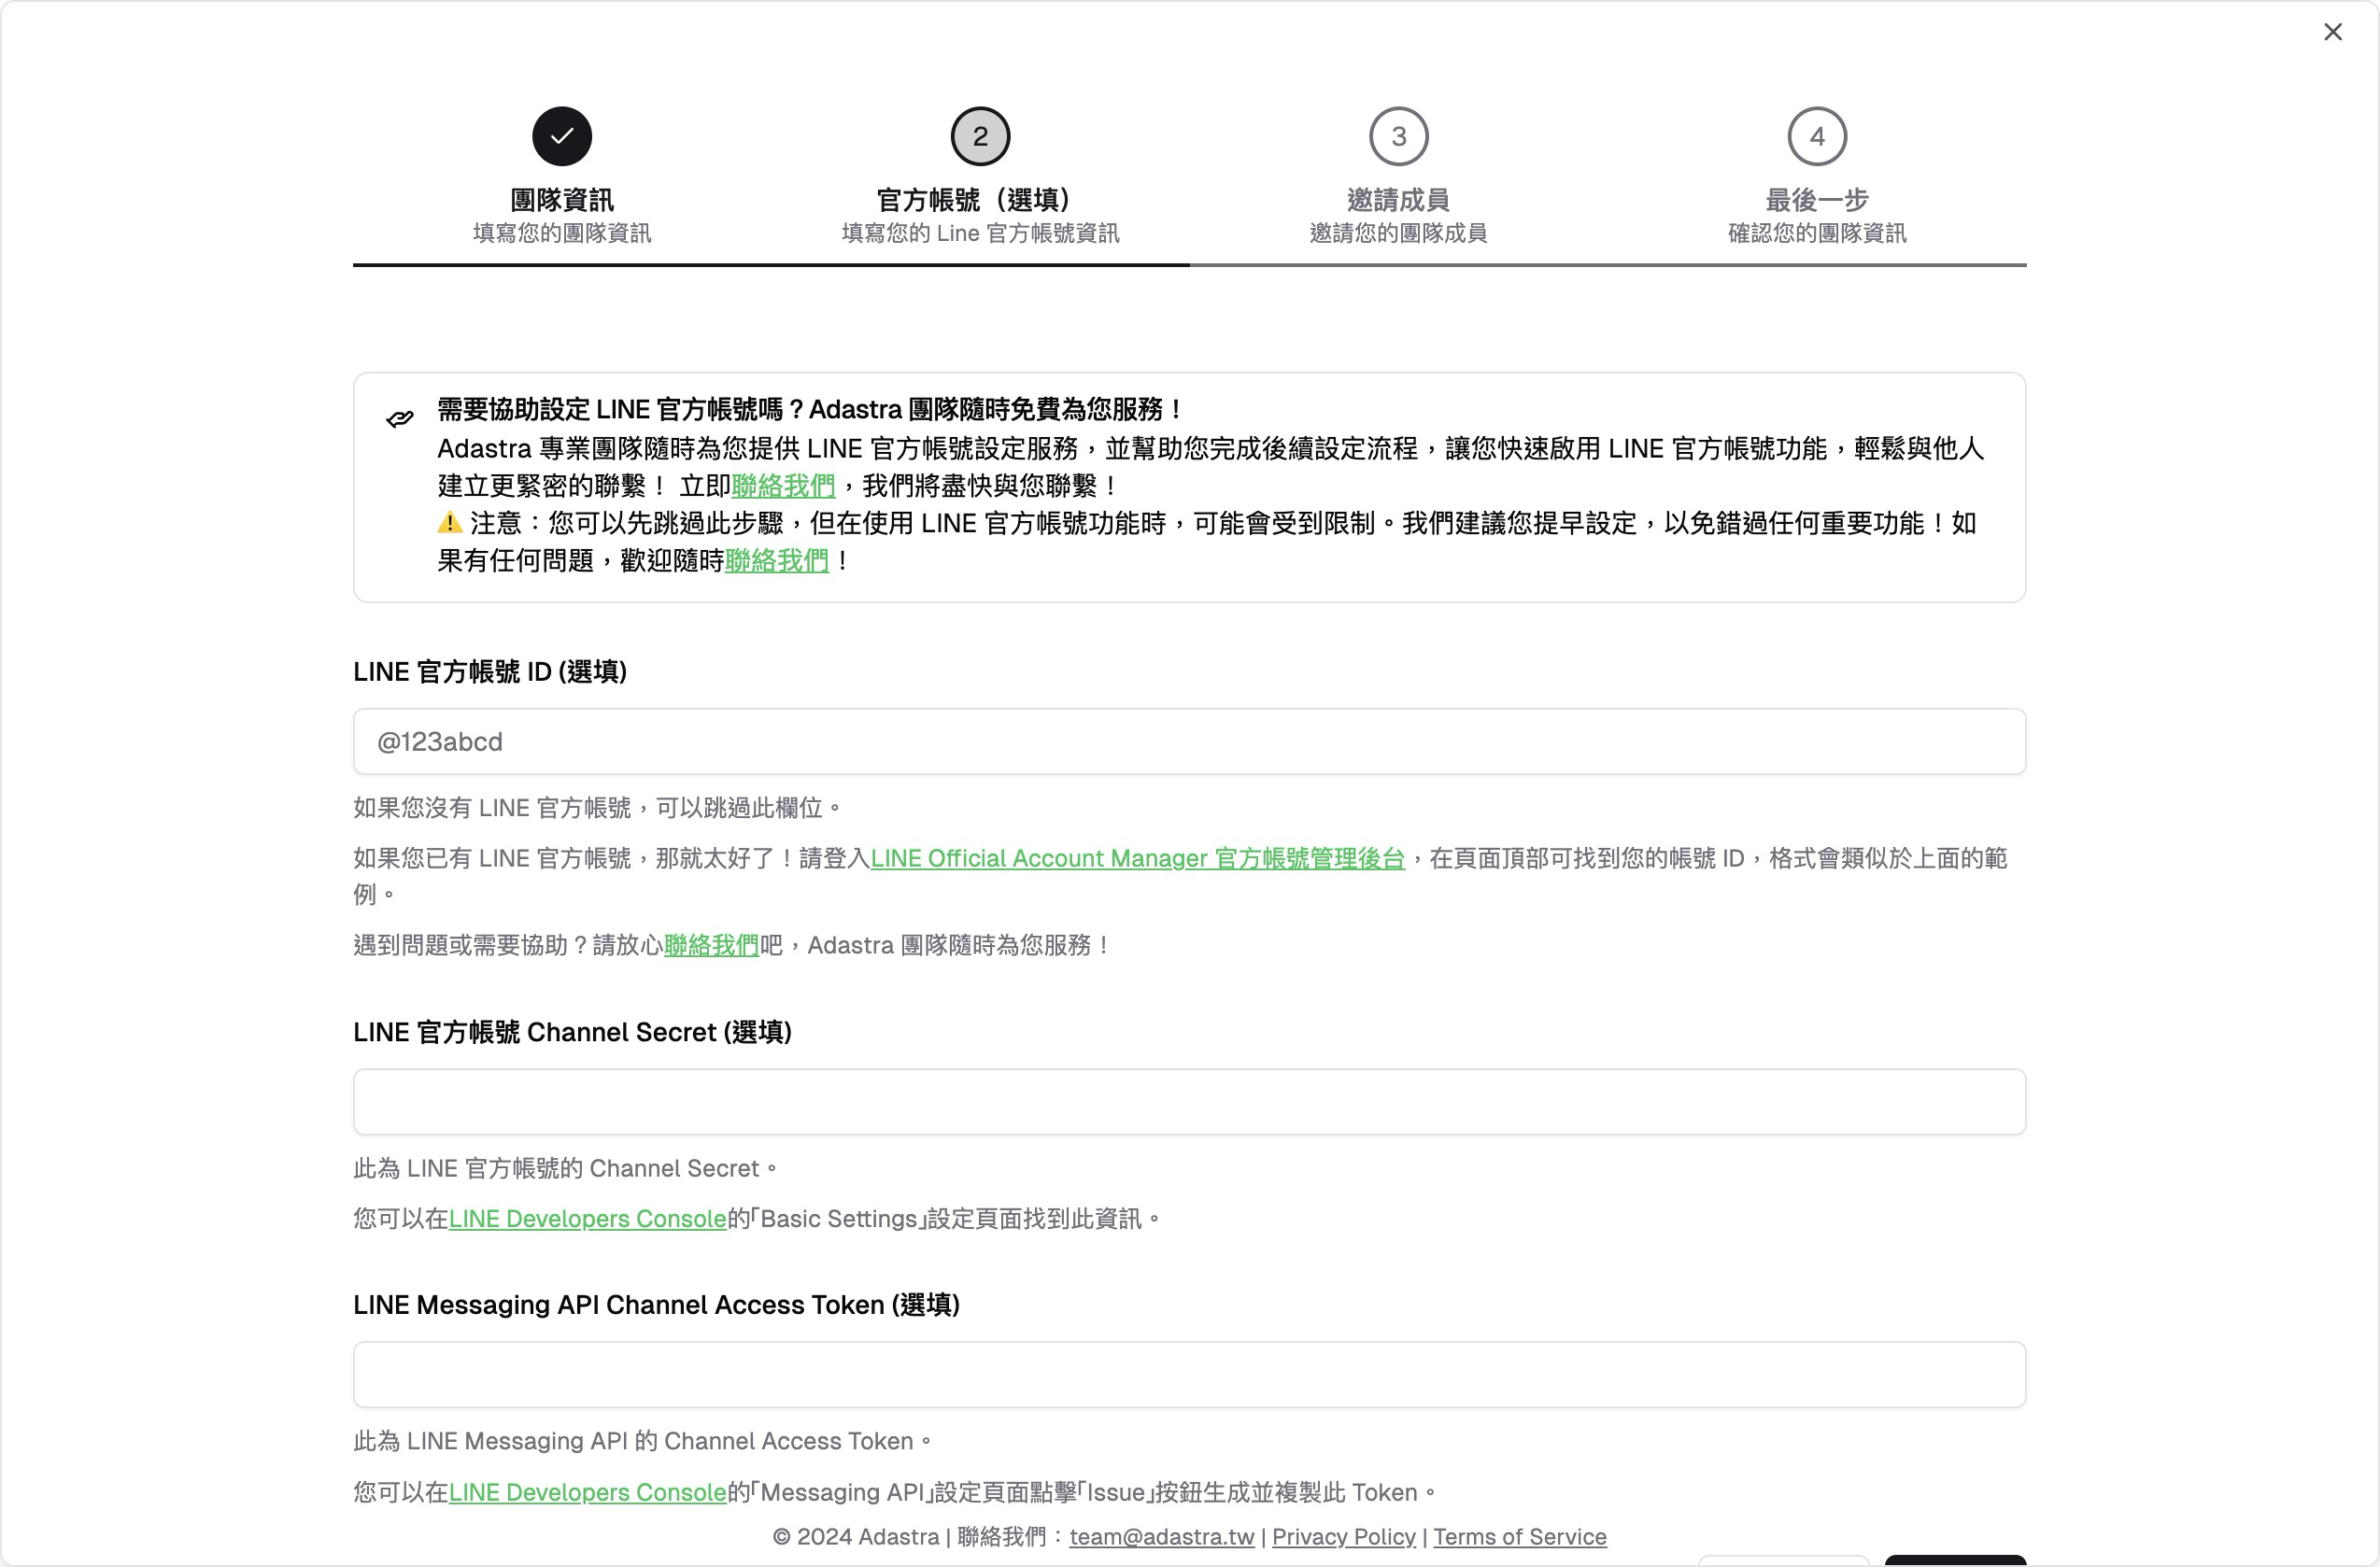 2
3
4
團隊資訊
官方帳號（選填）
邀請成員
最後一步
填寫您的團隊資訊
填寫您的 Line 官方帳號資訊
邀請您的團隊成員
確認您的團隊資訊
需要協助設定 LINE 官方帳號嗎？Adastra 團隊隨時免費為您服務！
Adastra 專業團隊隨時為您提供 LINE 官方帳號設定服務，並幫助您完成後續設定流程，讓您快速啟用 LINE 官方帳號功能，輕鬆與他人
建立更緊密的聯繫！ 立即聯絡我們，我們將盡快與您聯繫！
⚠️ 注意：您可以先跳過此步驟，但在使用 LINE 官方帳號功能時，可能會受到限制。我們建議您提早設定，以免錯過任何重要功能！如
果有任何問題，歡迎隨時聯絡我們！
LINE 官方帳號 ID (選填)
@123abcd
如果您沒有 LINE 官方帳號，可以跳過此欄位。
如果您已有 LINE 官方帳號，那就太好了！請登入LINE Official Account Manager 官方帳號管理後台，在頁面頂部可找到您的帳號 ID，格式會類似於上面的範
例。
遇到問題或需要協助？請放心聯絡我們吧，Adastra 團隊隨時為您服務！
LINE 官方帳號 Channel Secret (選填)
此為 LINE 官方帳號的 Channel Secret。
您可以在LINE Developers Console的「Basic Settings」設定頁面找到此資訊。
LINE Messaging API Channel Access Token (選填)
此為 LINE Messaging API 的 Channel Access Token。
您可以在LINE Developers Console的「Messaging API」設定頁面點擊「Issue」按鈕生成並複製此 Token。
© 2024 Adastra | 聯絡我們：team@adastra.tw | Privacy Policy | Terms of Service